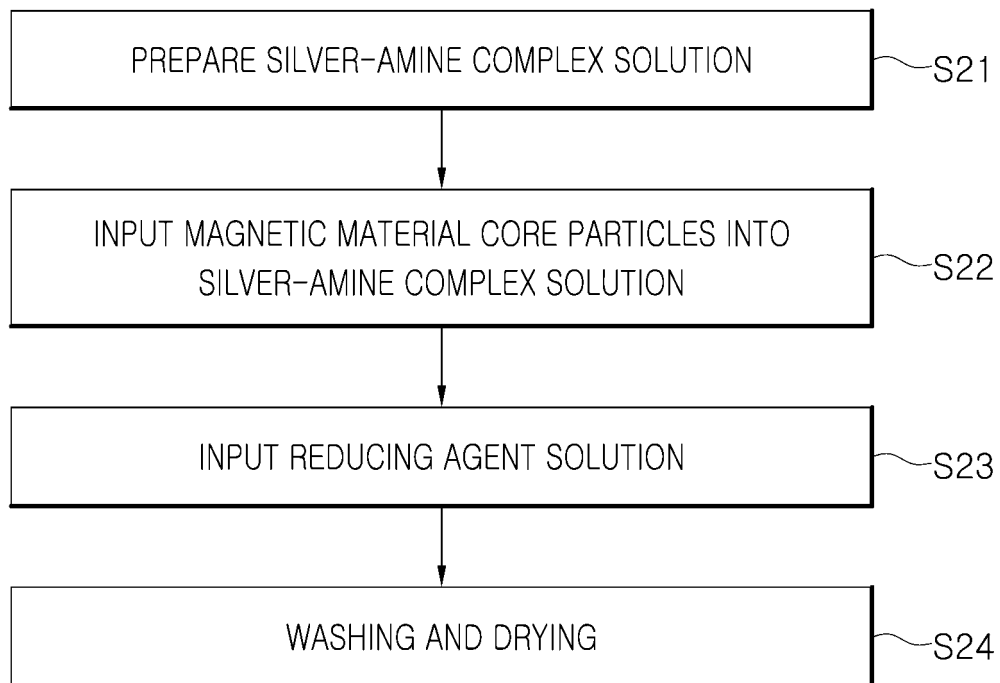 PREPARE SILVER-AMINE COMPLEX SOLUTION
S21
INPUT MAGNETIC MATERIAL CORE PARTICLES INTO
SILVER-AMINE COMPLEX SOLUTION
S22
INPUT REDUCING AGENT SOLUTION
S23
WASHING AND DRYING
S24